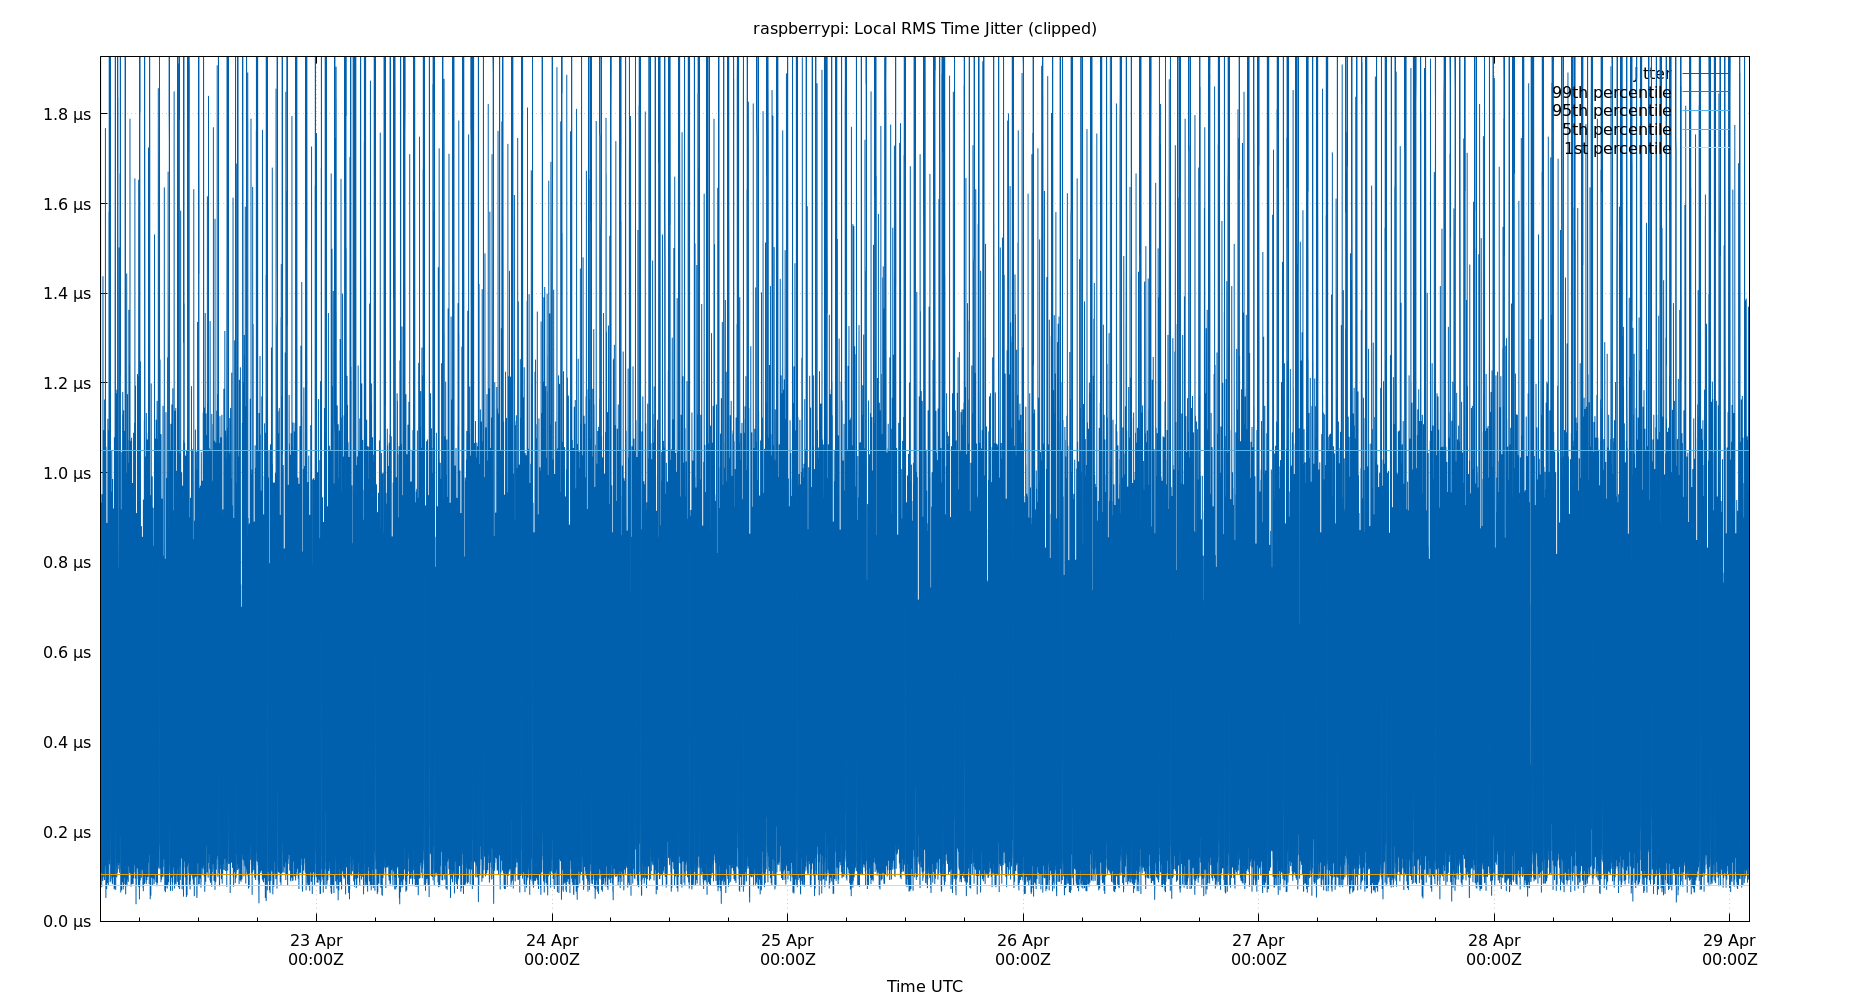 raspberrypi: Local RMS Time Jitter (clipped)
Jitter
99th percentile
95th percentile
5th percentile
1st percentile
1.8 µs
1.6 µs
1.4 µs
1.2 µs
1.0 µs
0.8 µs
0.6 µs
0.4 µs
0.2 µs
0.0 µs
23 Apr 24 Apr 25 Apr 26 Apr 27 Apr 28 Apr 29 Apr
00:00Z 00:00Z 00:00Z 00:00Z 00:00Z 00:00Z 00:00Z
Time UTC